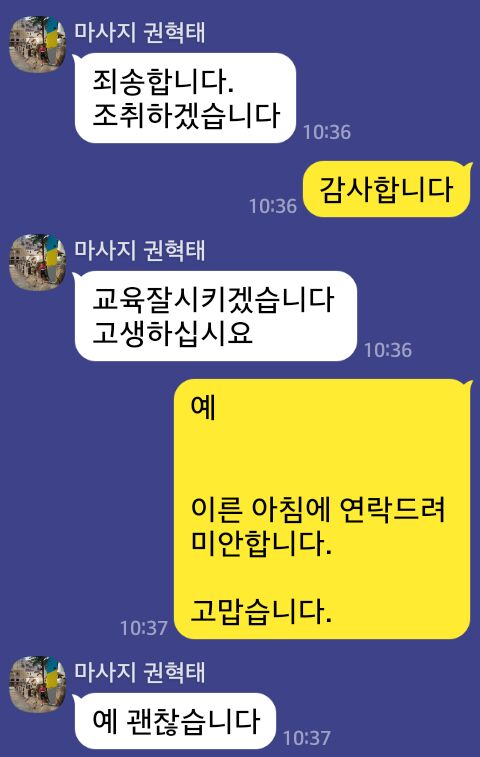 마사지 권혁태
죄송합니다.
조취하겠습니다
10:36
감사합니다
10:36
마사지 권혁태
교육잘시키겠습니다
고생하십시요
10:36
예
이른 아침에 연락드려
미안합니다.
고맙습니다.
10:37
마사지 권혁태
예 괜찮습니다
10:37